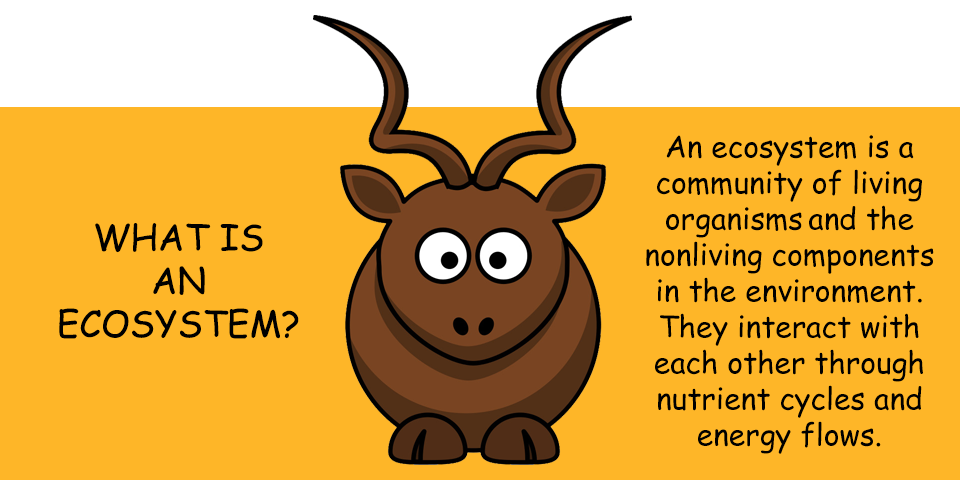 WHAT IS
AN
ECOSYSTEM?
An ecosystem is a
community of living
organisms and the
nonliving components
in the environment.
They interact with
each other through
nutrient cycles and
energy flows.